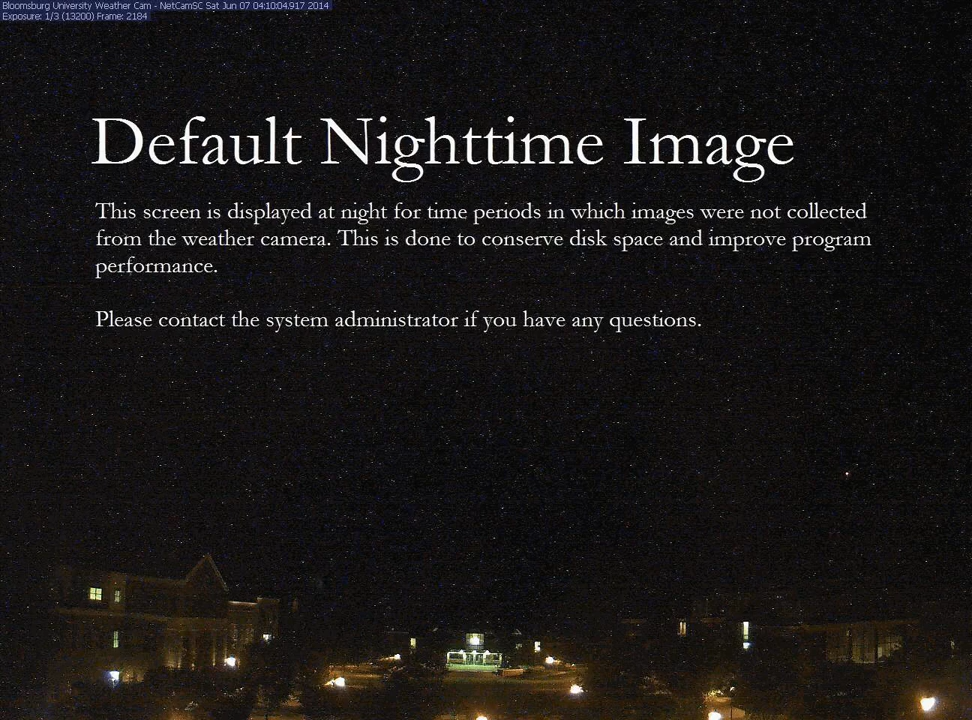 Bloomsburg University Weather Cam - NetCamSC Sat Jun 07 04:10:04.917 2014
Exposure: 1/3 (13200) Frame: 2184
Default Nighttime Image
This screen is displayed at night for time periods in which images were not collected
from the weather camera. This is done to conserve disk space and improve program
performance.
Please contact the system administrator if you have any questions.